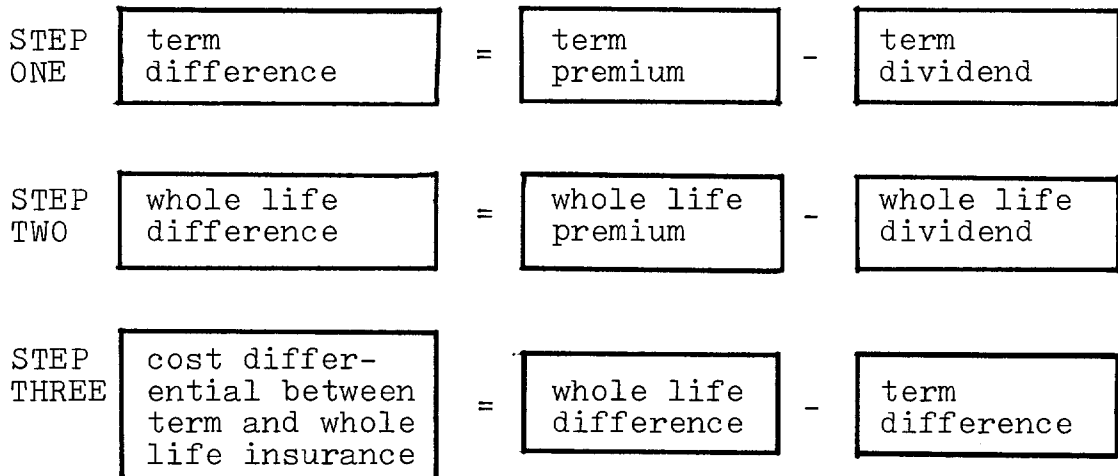 STEP ONE term difference = term premium - term dividend
STEP TWO whole life difference = whole life premium - whole life dividend
STEP THREE cost differ-ential between term and whole life insurance = whole life difference - term difference